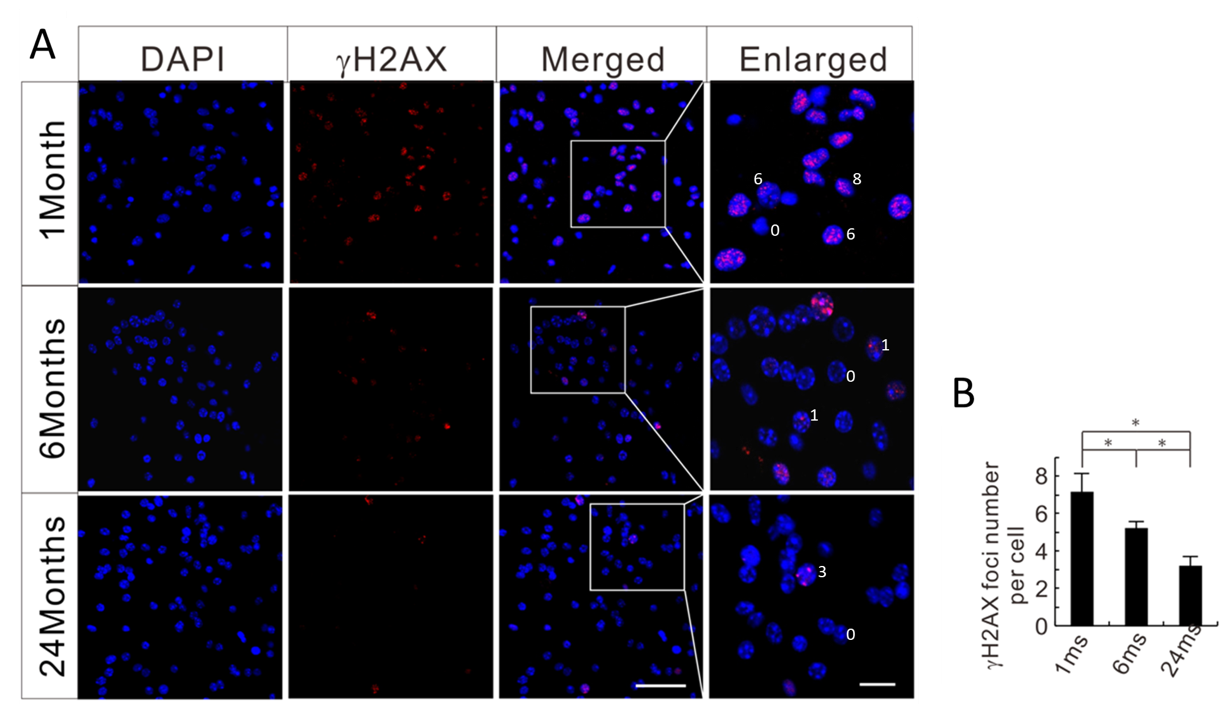 A
DAPI γH2AX Merged Enlarged
1Month
6 8
0 6
6Months
1
0
1
24Months
3
0
B
* 
* *
γH2AX foci number
per cell
8
6
4
2
0
1ms 6ms 24ms